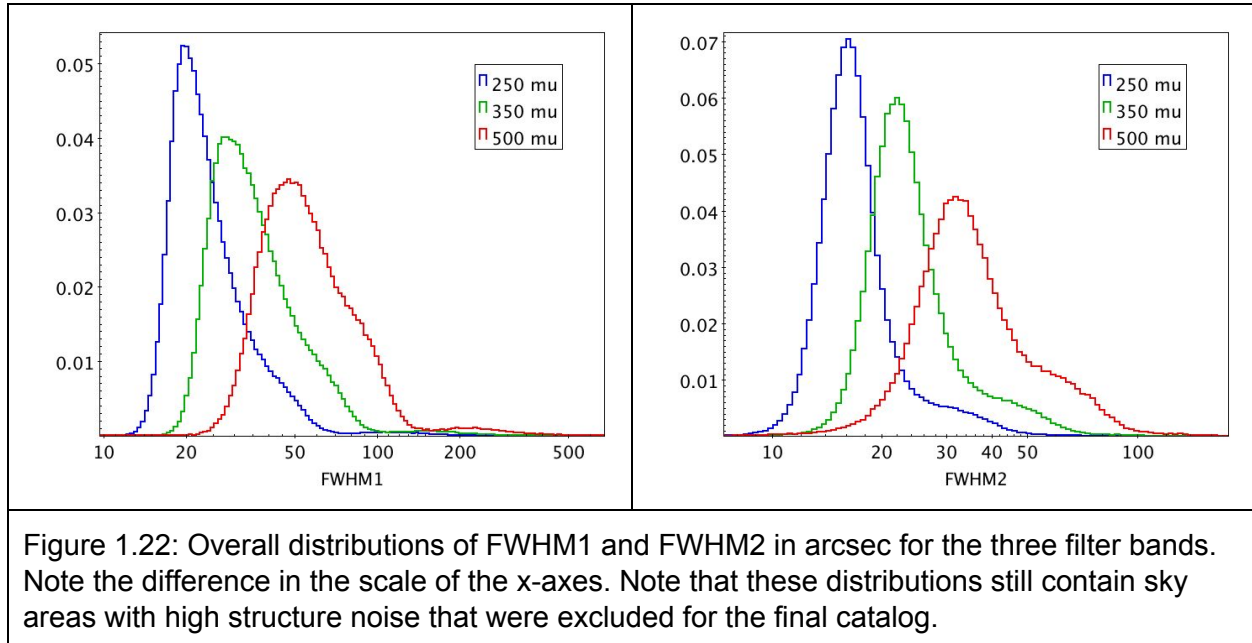 0.05
0.04
0.03
0.02
0.01
250 mu
350 mu
500 mu
10 20 50 100 200 500
FWHM1
0.07
0.06
0.05
0.04
0.03
0.02
0.01
250 mu
350 mu
500 mu
10 20 30 40 50 100
FWHM2
Figure 1.22: Overall distributions of FWHM1 and FWHM2 in arcsec for the three filter bands.
Note the difference in the scale of the x-axes. Note that these distributions still contain sky
areas with high structure noise that were excluded for the final catalog.